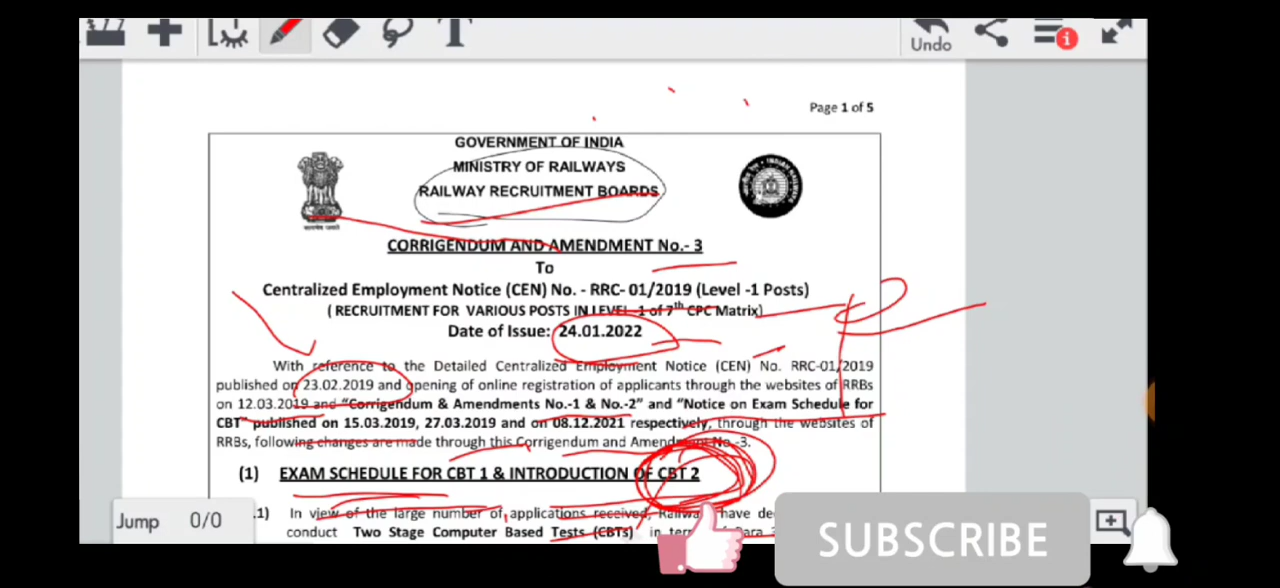 Undo
Page 1 of 5
GOVERNMENT OF INDIA
MINISTRY OF RAILWAYS
RAILWAY RECRUITMENT BOARDS
CORRIGENDUM AND AMENDMENT No.- 3
To
Centralized Employment Notice (CEN) No. - RRC- 01/2019 (Level -1 Posts)
( RECRUITMENT FOR VARIOUS POSTS IN LEVEL -1 of 7th CPC Matrix)
Date of Issue: 24.01.2022
With reference to the Detailed Centralized Employment Notice (CEN) No. RRC-01/2019
published on 23.02.2019 and opening of online registration of applicants through the websites of RRBs
on 12.03.2019 and "Corrigendum & Amendments No.-1 & No.-2" and "Notice on Exam Schedule for
CBT" published on 15.03.2019, 27.03.2019 and on 08.12.2021 respectively, through the websites of
RRBs, following changes are made through this Corrigendum and Amendment No.-3.
(1) EXAM SCHEDULE FOR CBT 1 & INTRODUCTION OF CBT 2
.1) In view of the large number of applications received, Railway have de
conduct Two Stage Computer Based Tests (CBTs) in
Jump 0/0
SUBSCRIBE